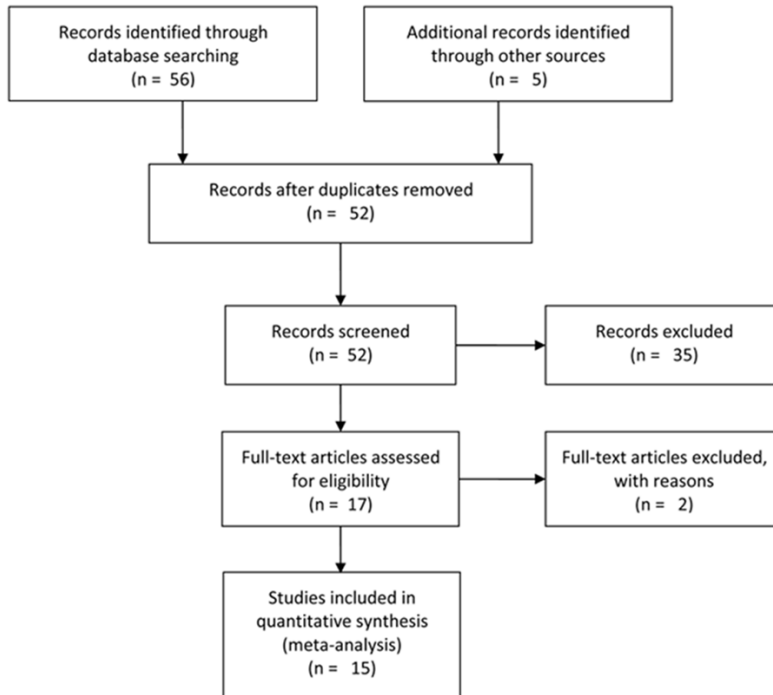 Records identified through
database searching
(n = 56)
Additional records identified
through other sources
(n = 5)
Records after duplicates removed
(n = 52)
Records screened
(n = 52)
Records excluded
(n = 35)
Full-text articles assessed
for eligibility
(n = 17)
Full-text articles excluded,
with reasons
(n = 2)
Studies included in
quantitative synthesis
(meta-analysis)
(n = 15)